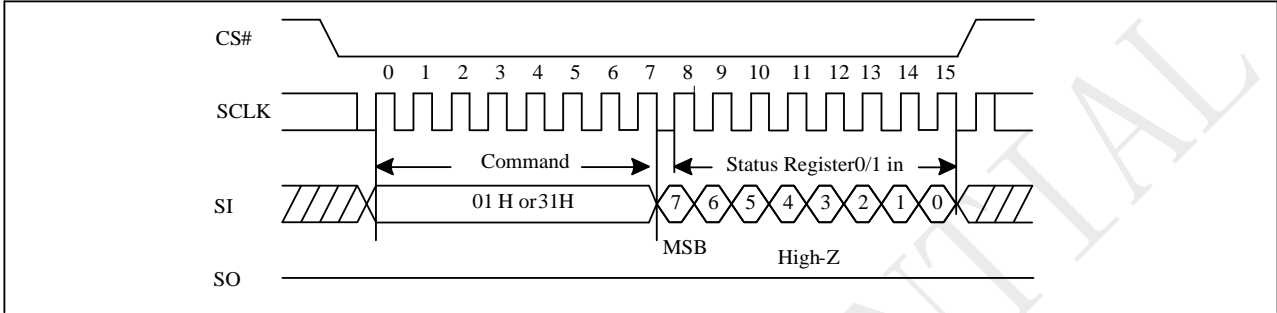 CS#
0 1 2 3 4 5 6 7 8 9 10 11 12 13 14 15
SCLK
Command Status Register0/1 in
SI 01 H or31H 7 6 5 4 3 2 1 0
MSB High-Z
SO
NTIAL